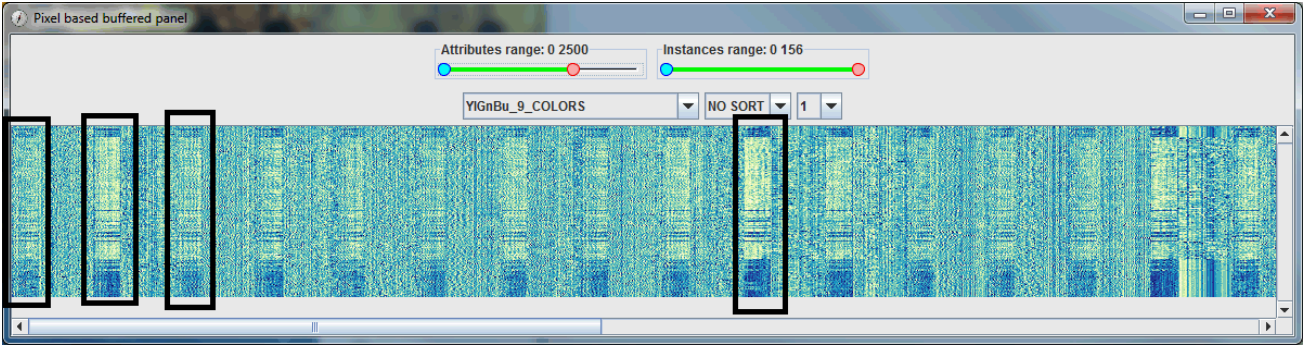 Pixel based buffered panel
Attributes range: 0 2500 Instances range: 0 156
YlGnBu_9_COLORS NO SORT 1